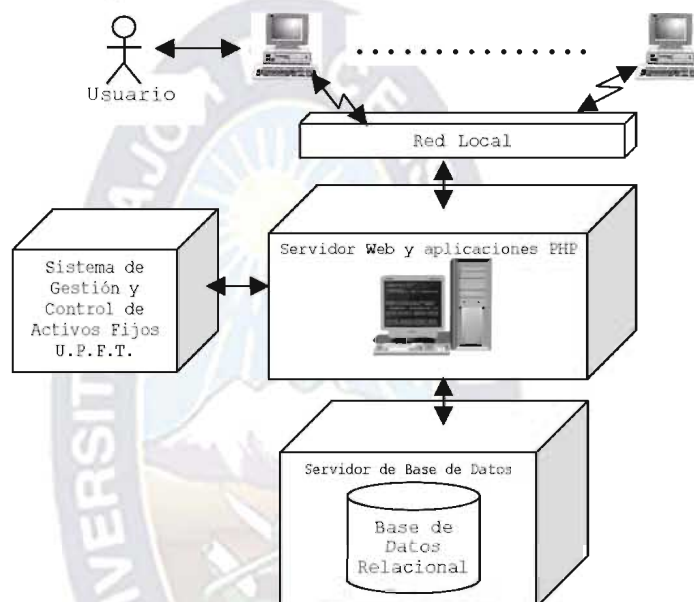 Usuario
Red Local
Servidor Web y aplicaciones PHP
Sistema de
Gestión y
Control de
Activos Fijos
U.P.F.T.
Servidor de Base de Datos
Base de
Datos
Relacional